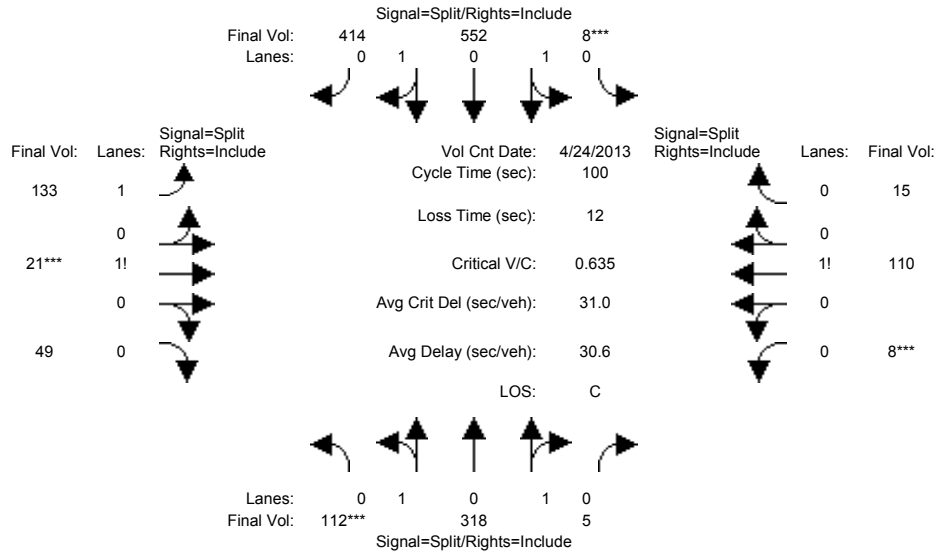 Signal=Split/Rights=Include
Final Vol: 414 552 8***
Lanes: 0 1 0 1 0
Signal=Split Signal=Split
Final Vol: Lanes: Rights=Include Vol Cnt Date: 4/24/2013 Rights=Include Lanes: Final Vol:
Cycle Time (sec): 100
133 1 0 15
Loss Time (sec): 12
0 0
21*** 1! Critical V/C: 0.635 1! 110
0 Avg Crit Del (sec/veh): 31.0 0
49 0 Avg Delay (sec/veh): 30.6 0 8***
LOS: C
Lanes: 0 1 0 1 0
Final Vol: 112*** 318 5
Signal=Split/Rights=Include